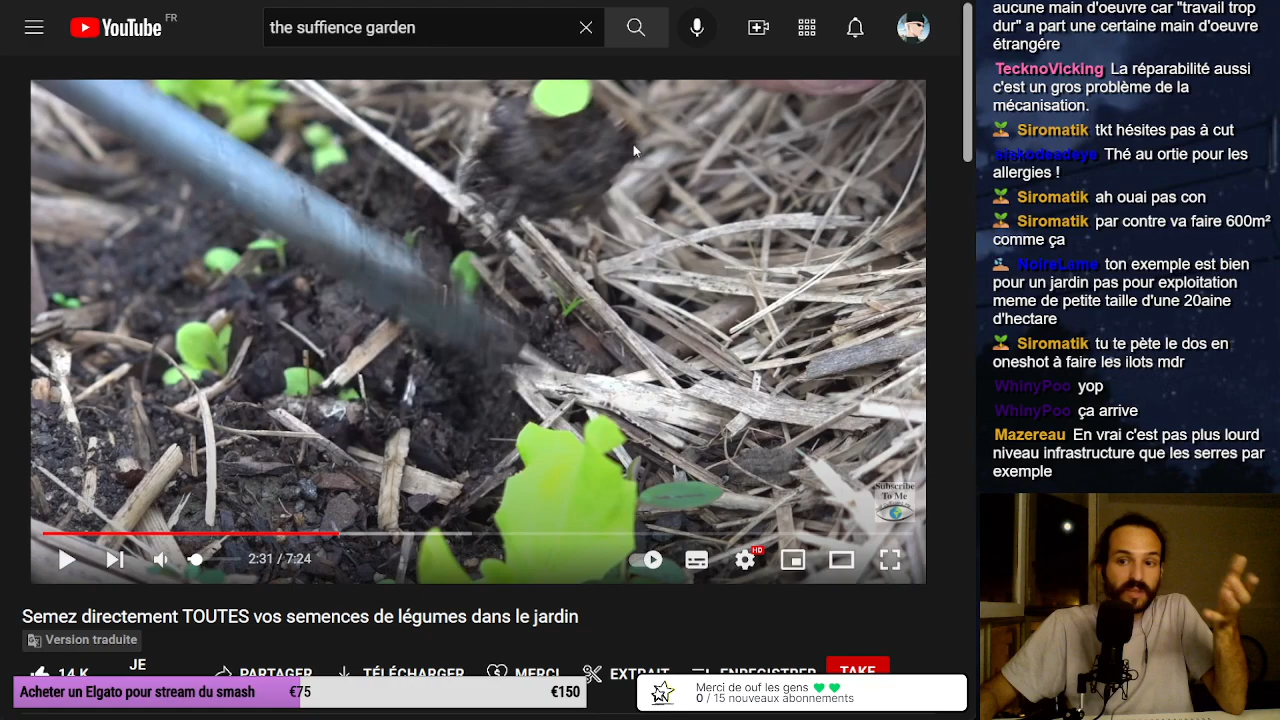 YouTube FR
the suffience garden
Subscribe
To Me
2:31 / 7:24
HD
Semez directement TOUTES vos semences de légumes dans le jardin
Version traduite
14 K
JE
PARTAGER
TÉLÉCHARGER
MERCI
EXTRAIT
ENREGISTRER
TAKE
Acheter un Elgato pour stream du smash €75 €150
Merci de ouf les gens 💚 💚
0 / 15 nouveaux abonnements
aucune main d'oeuvre car "travail trop
dur" a part une certaine main d'oeuvre
étrangére
TecknoVicking La réparabilité aussi
c'est un gros problème de la
mécanisation.
Siromatik tkt hésites pas à cut
Thé au ortie pour les
allergies !
Siromatik ah ouai pas con
Siromatik par contre va faire 600m²
comme ça
NoireLame ton exemple est bien
pour un jardin pas pour exploitation
meme de petite taille d'une 20aine
d'hectare
Siromatik tu te pète le dos en
oneshot à faire les ilots mdr
WhinyPoo yop
WhinyPoo ça arrive
Mazereau En vrai c'est pas plus lourd
niveau infrastructure que les serres par
exemple